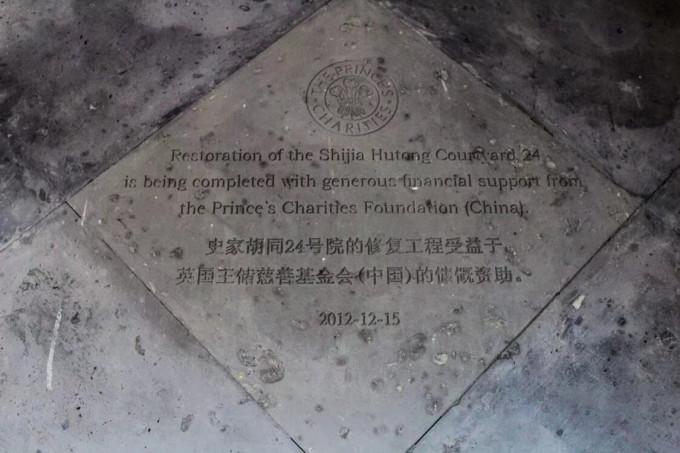 THE PRINCE'S CHARITIES
Restoration of the Shijia Hutong Courtyard 24
is being completed with generous financial support from
the Prince's Charities Foundation (China).
史家胡同24号院的修复工程受益于
英国王储慈善基金会(中国)的慷慨资助。
2012-12-15